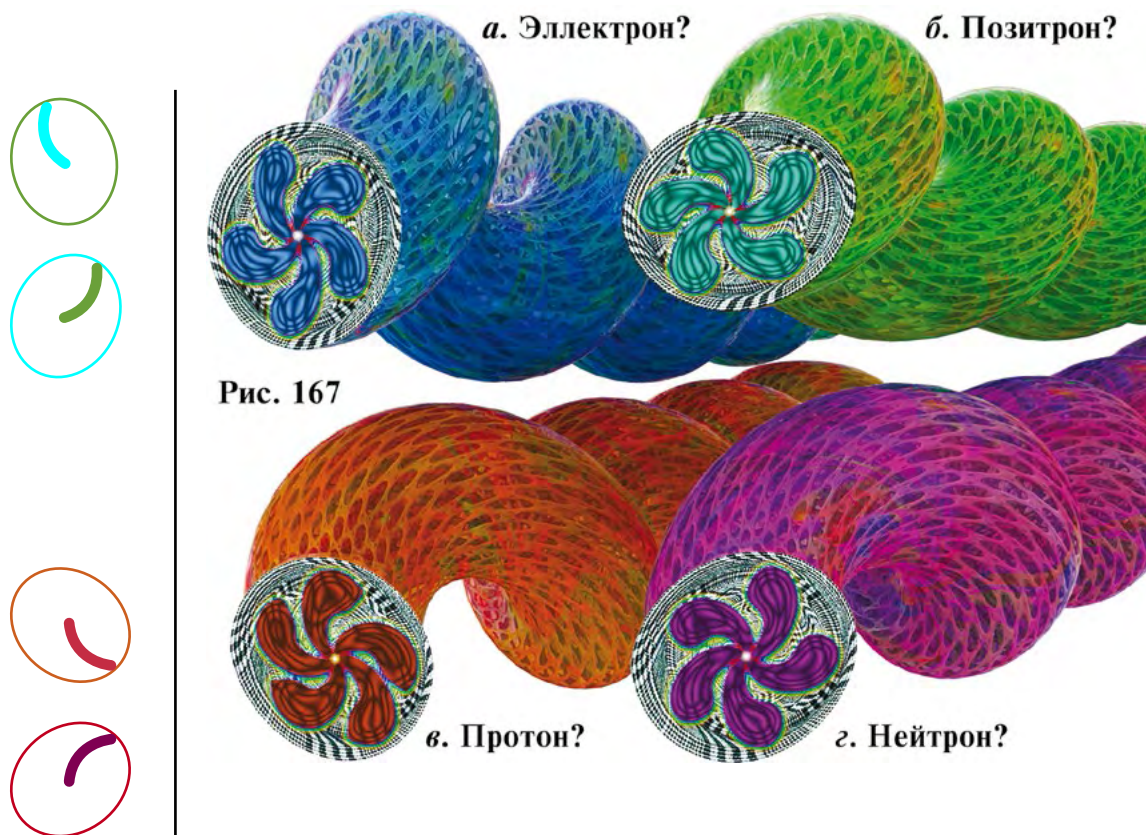 а. Эллектрон?
б. Позитрон?
Рис. 167
в. Протон?
г. Нейтрон?